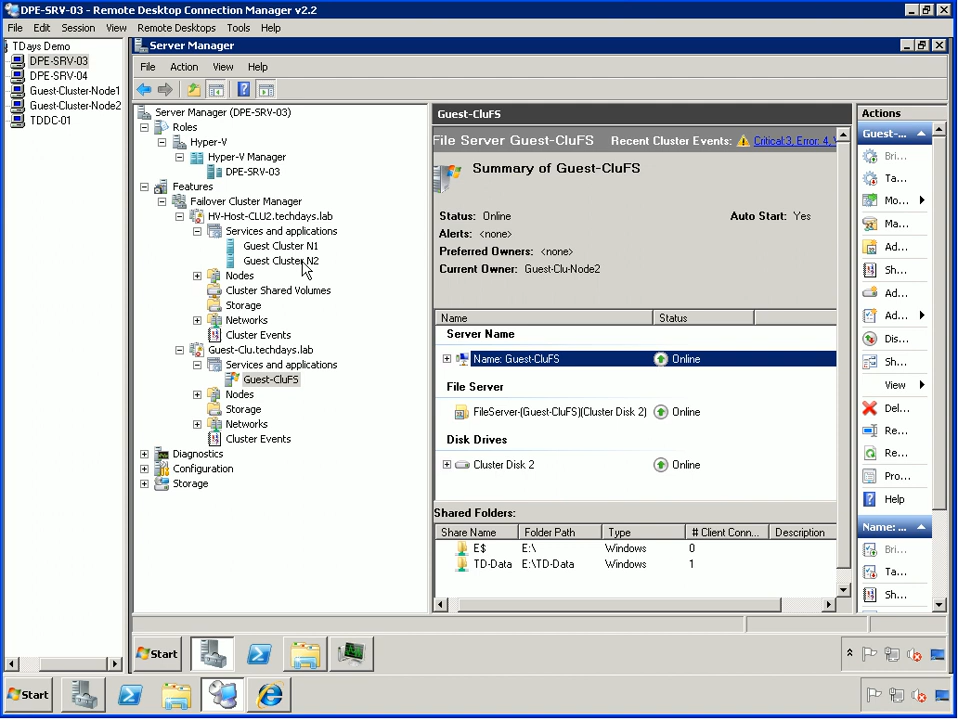 DPE-SRV-03 - Remote Desktop Connection Manager v2.2
File Edit Session View Remote Desktops Tools Help
TDays Demo
DPE-SRV-03
DPE-SRV-04
Guest-Cluster-Node1
Guest-Cluster-Node2
TDDC-01
Server Manager
File Action View Help
Server Manager (DPE-SRV-03)
Roles
Hyper-V
Hyper-V Manager
DPE-SRV-03
Features
Failover Cluster Manager
HV-Host-CLU2.techdays.lab
Services and applications
Guest Cluster N1
Guest Cluster N2
Nodes
Cluster Shared Volumes
Storage
Networks
Cluster Events
Guest-Clu.techdays.lab
Services and applications
Guest-CluFS
Nodes
Storage
Networks
Cluster Events
Diagnostics
Configuration
Storage
Guest-CluFS
File Server Guest-CluFS Recent Cluster Events: Critical:3, Error: 4,
Summary of Guest-CluFS
Status: Online Auto Start: Yes
Alerts: <none>
Preferred Owners: <none>
Current Owner: Guest-Clu-Node2
Name Status
Server Name
Name: Guest-CluFS Online
File Server
FileServer-(Guest-CluFS)(Cluster Disk 2) Online
Disk Drives
Cluster Disk 2 Online
Shared Folders:
Share Name Folder Path Type # Client Conn... Description
E$ E:\ Windows 0
TD-Data E:\TD-Data Windows 1
Actions
Guest-...
Bri...
Ta...
Mo...
Ma...
Ad...
Sh...
Ad...
Ad...
Dis...
Sh...
View
Del...
Re...
Re...
Pro...
Help
Name: ...
Bri...
Ta...
Sh...
Start
Start